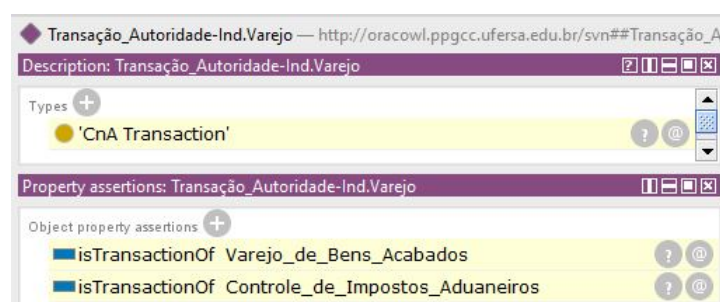 Transação_Autoridade-Ind.Varejo — http://oracowl.ppgcc.ufersa.edu.br/svn##Transação_A
Description: Transação_Autoridade-Ind.Varejo
Types
'CnA Transaction'
Property assertions: Transação_Autoridade-Ind.Varejo
Object property assertions
isTransactionOf Varejo_de_Bens_Acabados
isTransactionOf Controle_de_Impostos_Aduaneiros